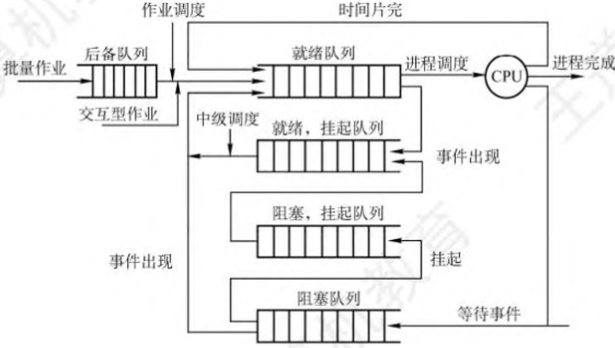 作业调度
时间片完
后备队列
就绪队列
批量作业
进程调度
CPU
进程完成
交互型作业
中级调度
就绪，挂起队列
事件出现
阻塞，挂起队列
事件出现
挂起
阻塞队列
等待事件